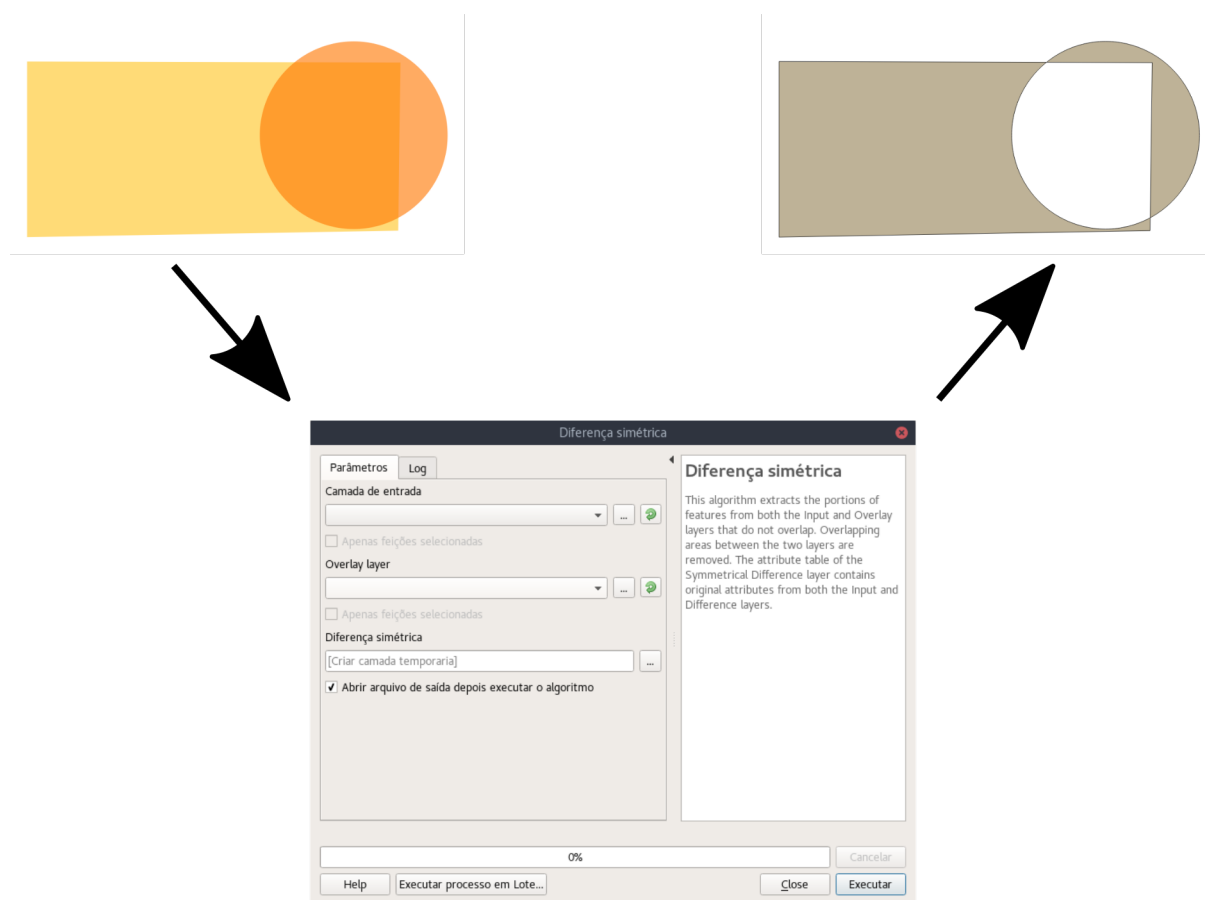 Diferença simétrica
Parâmetros
Log
Camada de entrada
...
Apenas feições selecionadas
Overlay layer
...
Apenas feições selecionadas
Diferença simétrica
[Criar camada temporaria]
...
Abrir arquivo de saída depois executar o algoritmo
Diferença simétrica
This algorithm extracts the portions of
features from both the Input and Overlay
layers that do not overlap. Overlapping
areas between the two layers are
removed. The attribute table of the
Symmetrical Difference layer contains
original attributes from both the Input and
Difference layers.
0%
Cancelar
Help
Executar processo em Lote...
Close
Executar